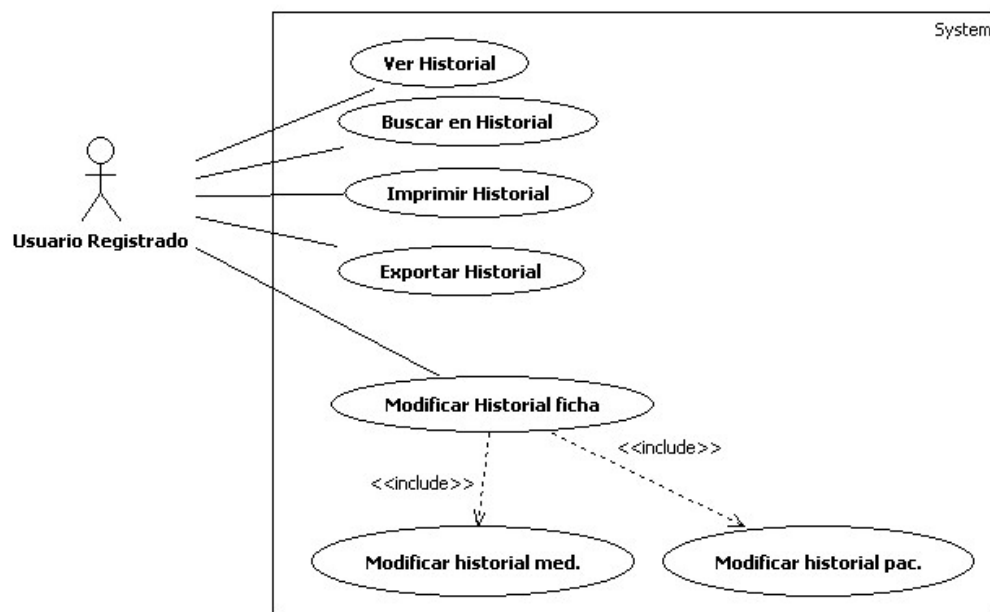 System
Ver Historial
Buscar en Historial
Imprimir Historial
Usuario Registrado
Exportar Historial
Modificar Historial ficha
<<include>>
<<include>>
Modificar historial med.
Modificar historial pac.